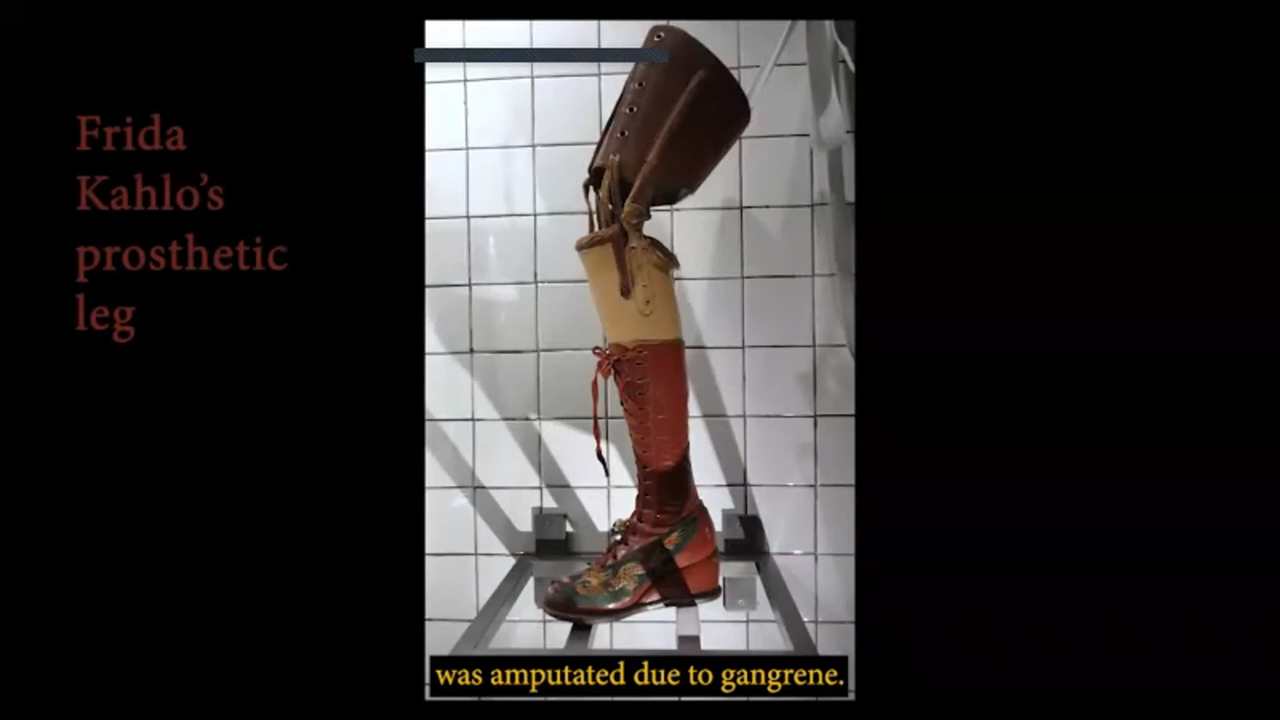 Frida
Kahlo’s
prosthetic
leg
was amputated due to gangrene.